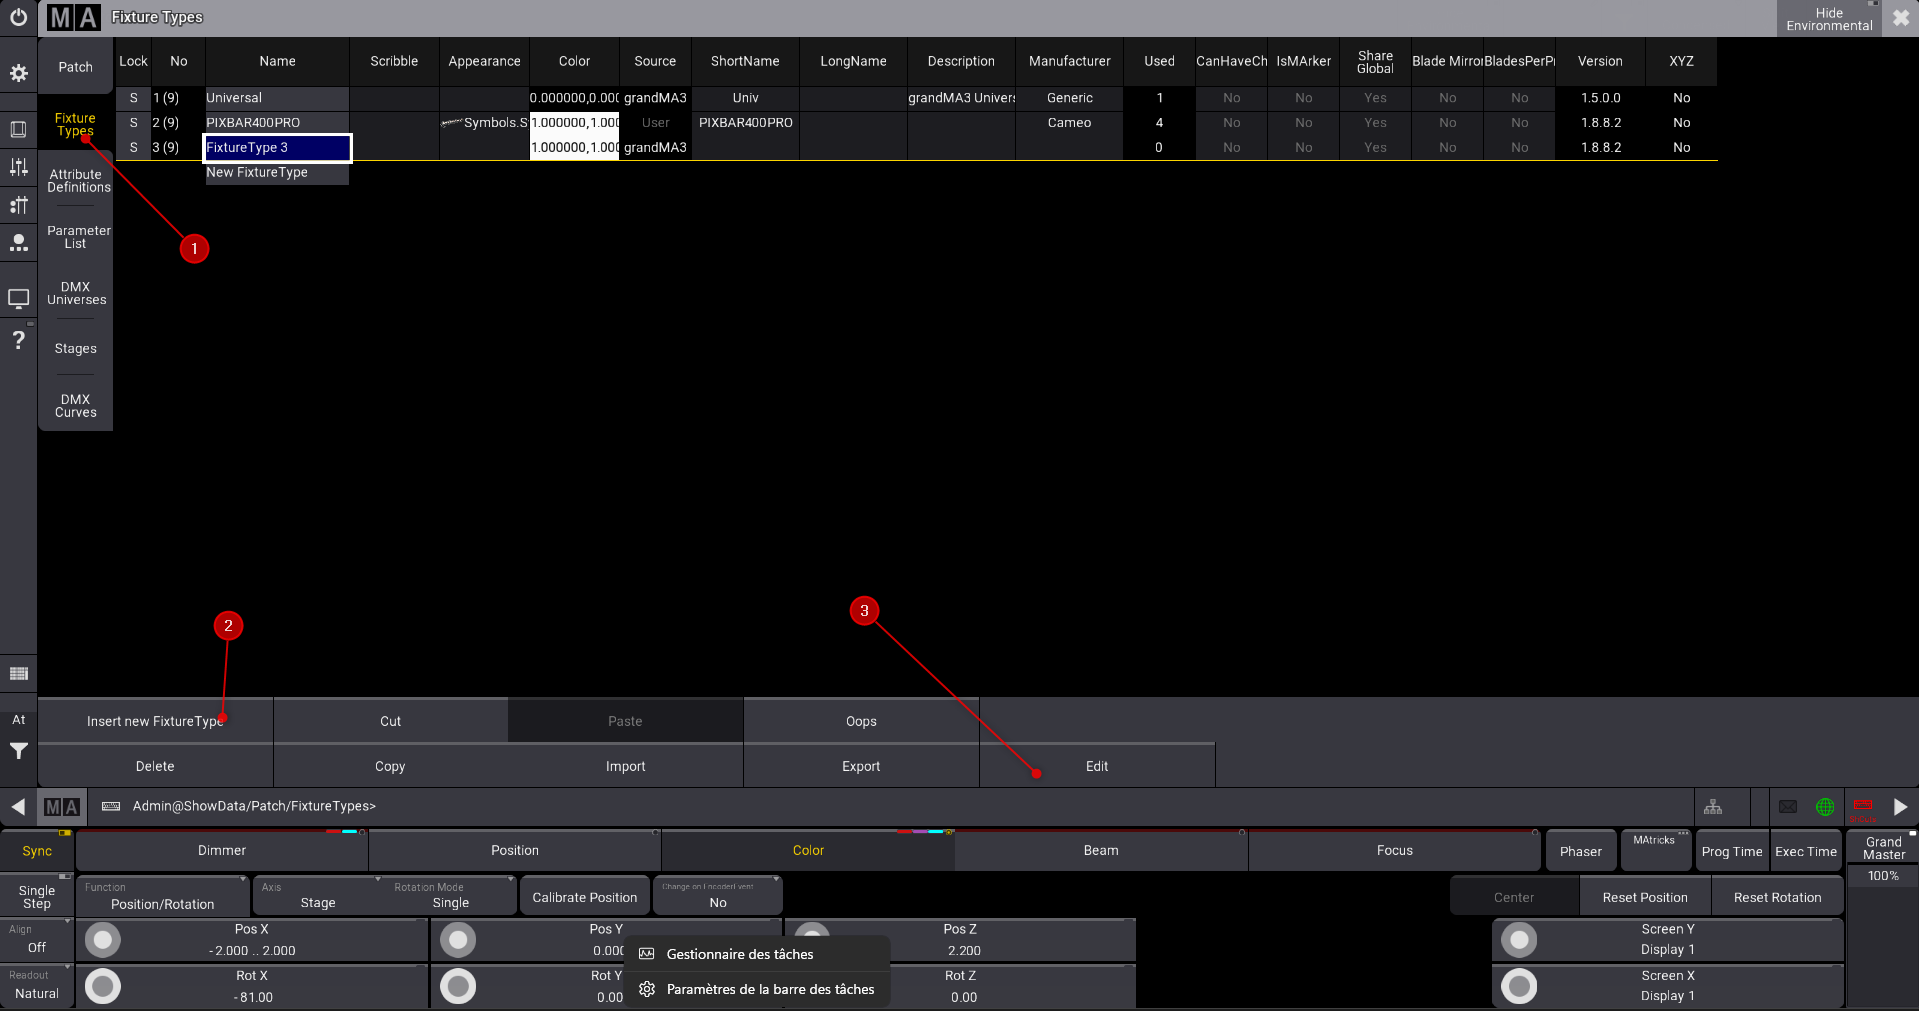 MA Fixture Types
Hide
Environmental
Patch
Fixture
Types
Attribute
Definitions
Parameter
List
DMX
Universes
Stages
DMX
Curves
Lock No Name Scribble Appearance Color Source ShortName LongName Description Manufacturer Used CanHaveCh IsMArker Share Global Blade Mirror BladesPerPr Version XYZ
S 1 (9) Universal 0.000000,0.000 grandMA3 Univ grandMA3 Univers Generic 1 No No Yes No No 1.5.0.0 No
S 2 (9) PIXBAR400PRO Symbols.S 1.000000,1.000 User PIXBAR400PRO Cameo 4 No No Yes No No 1.8.8.2 No
S 3 (9) FixtureType 3 1.000000,1.000 grandMA3 0 No No Yes No No 1.8.8.2 No
New FixtureType
1
2
3
?
At
Insert new FixtureType Cut Paste Oops
Delete Copy Import Export Edit
MA Admin@ShowData/Patch/FixtureTypes>
Sync Dimmer Position Color Beam Focus Phaser MAtricks Prog Time Exec Time
Grand
Master
100%
Single
Step
Function
Position/Rotation
Axis
Stage
Rotation Mode
Single
Calibrate Position
Change on EncoderEvent
No
Center Reset Position Reset Rotation
Align
Off
Pos X
-2.000 .. 2.000
Pos Y
0.000
Pos Z
2.200
Screen Y
Display 1
Readout
Natural
Rot X
-81.00
Rot Y
0.00
Rot Z
0.00
Screen X
Display 1
Gestionnaire des tâches
Paramètres de la barre des tâches